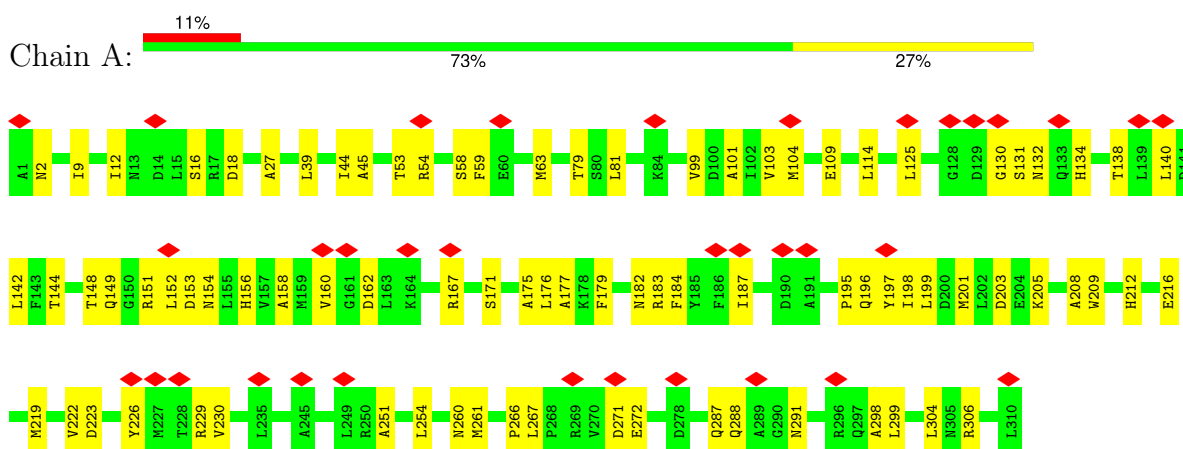 11%
Chain A:
73% 27%
A1 N2 I9 I12 N13 D14 L15 S16 R17 D18 A27 L39 I44 A45 T53 R54 S58 F59 E60 M63 T79 S80 L81 K84 V99 D100 A101 I102 V103 M104 E109 L114 L125 G128 D129 G130 S131 N132 Q133 H134 T138 L139 L140
L142 F143 T144 T148 Q149 G150 R151 L152 D153 N154 L155 H156 V157 A158 M159 V160 G161 D162 L163 K164 R167 S171 A175 L176 A177 K178 F179 N182 R183 F184 Y185 F186 I187 D190 A191 P195 Q196 Y197 I198 L199 D200 M201 L202 D203 E204 K205 A208 W209 H212 E216
M219 V222 D223 Y226 M227 T228 R229 V230 L235 A245 L249 R250 A251 L254 N260 M261 P266 L267 P268 R269 V270 D271 E272 D278 Q287 Q288 A289 G290 N291 R296 Q297 A298 L299 L304 N305 R306 L310